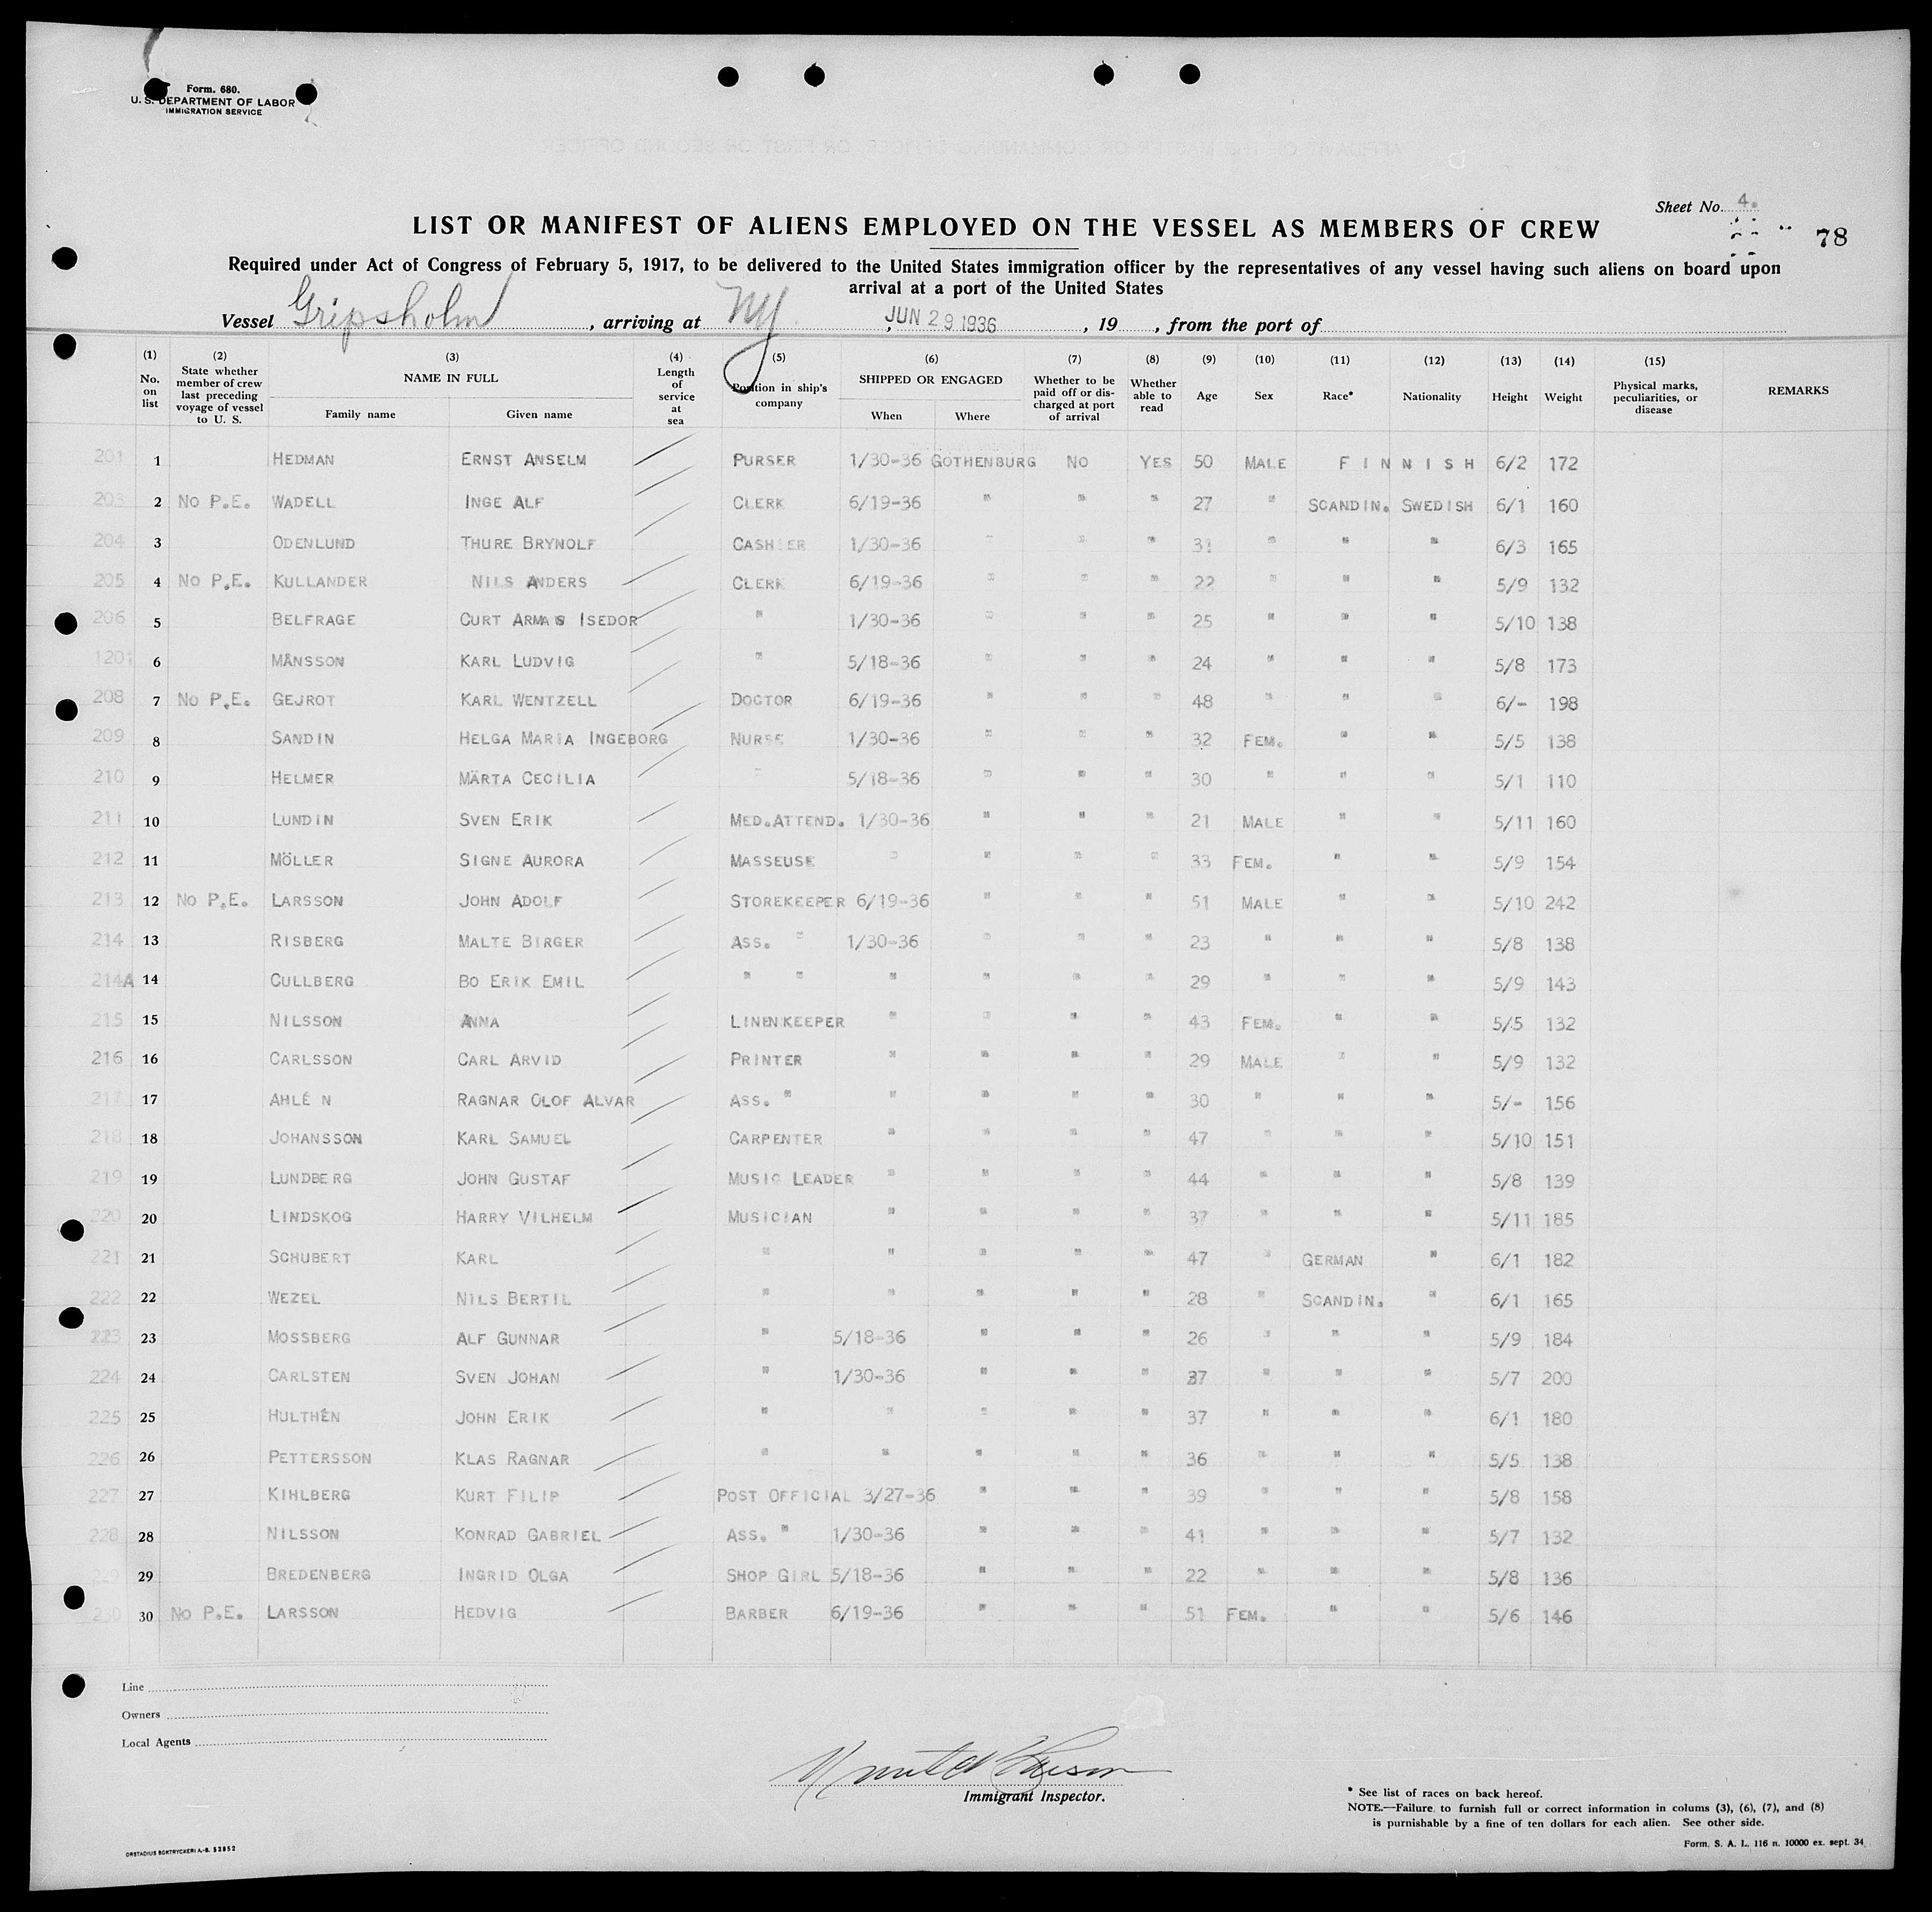 Form. 680.
U. S. DEPARTMENT OF LABOR
IMMIGRATION SERVICE
AFFIDAVIT OF THE MASTER OR COMMANDING OFFICER, OR FIRST OR SECOND OFFICER
Sheet No. 4.
LIST OR MANIFEST OF ALIENS EMPLOYED ON THE VESSEL AS MEMBERS OF CREW
78
Required under Act of Congress of February 5, 1917, to be delivered to the United States immigration officer by the representatives of any vessel having such aliens on board upon
arrival at a port of the United States
Vessel Gripsholm , arriving at NY , JUN 29 1936 , 19 , from the port of
(1) (2) (3) (4) (5) (6) (7) (8) (9) (10) (11) (12) (13) (14) (15)
No. on list State whether member of crew last preceding voyage of vessel to U. S. NAME IN FULL Family name Given name Length of service at sea Position in ship's company SHIPPED OR ENGAGED When Where Whether to be paid off or discharged at port of arrival Whether able to read Age Sex Race* Nationality Height Weight Physical marks, peculiarities, or disease REMARKS
201 1 HEDMAN ERNST ANSELM PURSER 1/30-36 GOTHENBURG NO YES 50 MALE FINNISH 6/2 172
203 2 NO P.E. WADELL INGE ALF CLERK 6/19-36 " " " 27 " SCANDIN. SWEDISH 6/1 160
204 3 ODENLUND THURE BRYNOLF CASHIER 1/30-36 " " " 31 " " " 6/3 165
205 4 NO P.E. KULLANDER NILS ANDERS CLERK 6/19-36 " " " 22 " " " 5/9 132
206 5 BELFRAGE CURT ISEDOR " 1/30-36 " " " 25 " " " 5/10 138
6 MÅNSSON KARL LUDVIG " 5/18-36 " " " 24 " " " 5/8 173
208 7 NO P.E. GEJROT KARL WENTZELL DOCTOR 6/19-36 " " " 48 " " " 6/- 198
209 8 SANDIN HELGA MARIA INGEBORG NURSE 1/30-36 " " " 32 FEM. " " 5/5 138
210 9 HELMER MÄRTA CECILIA " 5/18-36 " " " 30 " " " 5/1 110
211 10 LUNDIN SVEN ERIK MED.ATTEND. 1/30-36 " " " 21 MALE " " 5/11 160
212 11 MÖLLER SIGNE AURORA MASSEUSE " " " " 33 FEM. " " 5/9 154
213 12 NO P.E. LARSSON JOHN ADOLF STOREKEEPER 6/19-36 " " " 51 MALE " " 5/10 242
214 13 RISBERG MALTE BIRGER ASS. " 1/30-36 " " " 23 " " " 5/8 138
214A 14 CULLBERG BO ERIK EMIL " " " " " " 29 " " " 5/9 143
215 15 NILSSON ANNA LINENKEEPER " " " " 43 FEM. " " 5/5 132
216 16 CARLSSON CARL ARVID PRINTER " " " " 29 MALE " " 5/9 132
217 17 AHLÉ N RAGNAR OLOF ALVAR ASS. " " " " " 30 " " " 5/- 156
218 18 JOHANSSON KARL SAMUEL CARPENTER " " " " 47 " " " 5/10 151
219 19 LUNDBERG JOHN GUSTAF MUSIC LEADER " " " " 44 " " " 5/8 139
220 20 LINDSKOG HARRY VILHELM MUSICIAN " " " " 37 " " " 5/11 185
221 21 SCHUBERT KARL " " " " " 47 " GERMAN " 6/1 182
222 22 WEZEL NILS BERTIL " " " " " 28 " SCANDIN. " 6/1 165
223 23 MOSSBERG ALF GUNNAR " 5/18-36 " " " 26 " " " 5/9 184
224 24 CARLSTEN SVEN JOHAN " 1/30-36 " " " 37 " " " 5/7 200
225 25 HULTHÉN JOHN ERIK " " " " " 37 " " " 6/1 180
226 26 PETTERSSON KLAS RAGNAR " " " " " 36 " " " 5/5 138
227 27 KIHLBERG KURT FILIP POST OFFICIAL 3/27-36 " " " 39 " " " 5/8 158
228 28 NILSSON KONRAD GABRIEL ASS. " 1/30-36 " " " 41 " " " 5/7 132
229 29 BREDENBERG INGRID OLGA SHOP GIRL 5/18-36 " " " 22 " " " 5/8 136
230 30 NO P.E. LARSSON HEDVIG BARBER 6/19-36 " " " 51 FEM. " " 5/6 146
Line
Owners
Local Agents
Immigrant Inspector.
* See list of races on back hereof.
NOTE.—Failure to furnish full or correct information in colums (3), (6), (7), and (8)
is purnishable by a fine of ten dollars for each alien. See other side.
ORSTADIUS BOKTRYCKERI A.-B. 52852
Form. S. A. L. 116 n. 10000 ex. sept. 34